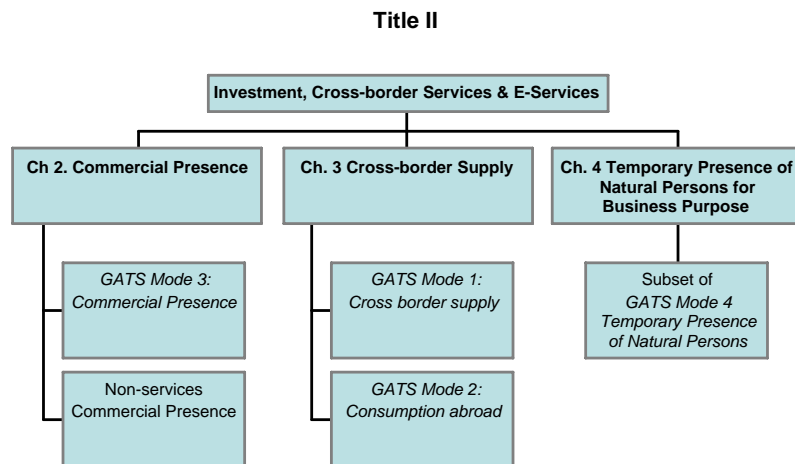 Title II
Investment, Cross-border Services & E-Services
Ch 2. Commercial Presence
Ch. 3 Cross-border Supply
Ch. 4 Temporary Presence of
Natural Persons for
Business Purpose
GATS Mode 3:
Commercial Presence
GATS Mode 1:
Cross border supply
Subset of
GATS Mode 4
Temporary Presence
of Natural Persons
Non-services
Commercial Presence
GATS Mode 2:
Consumption abroad